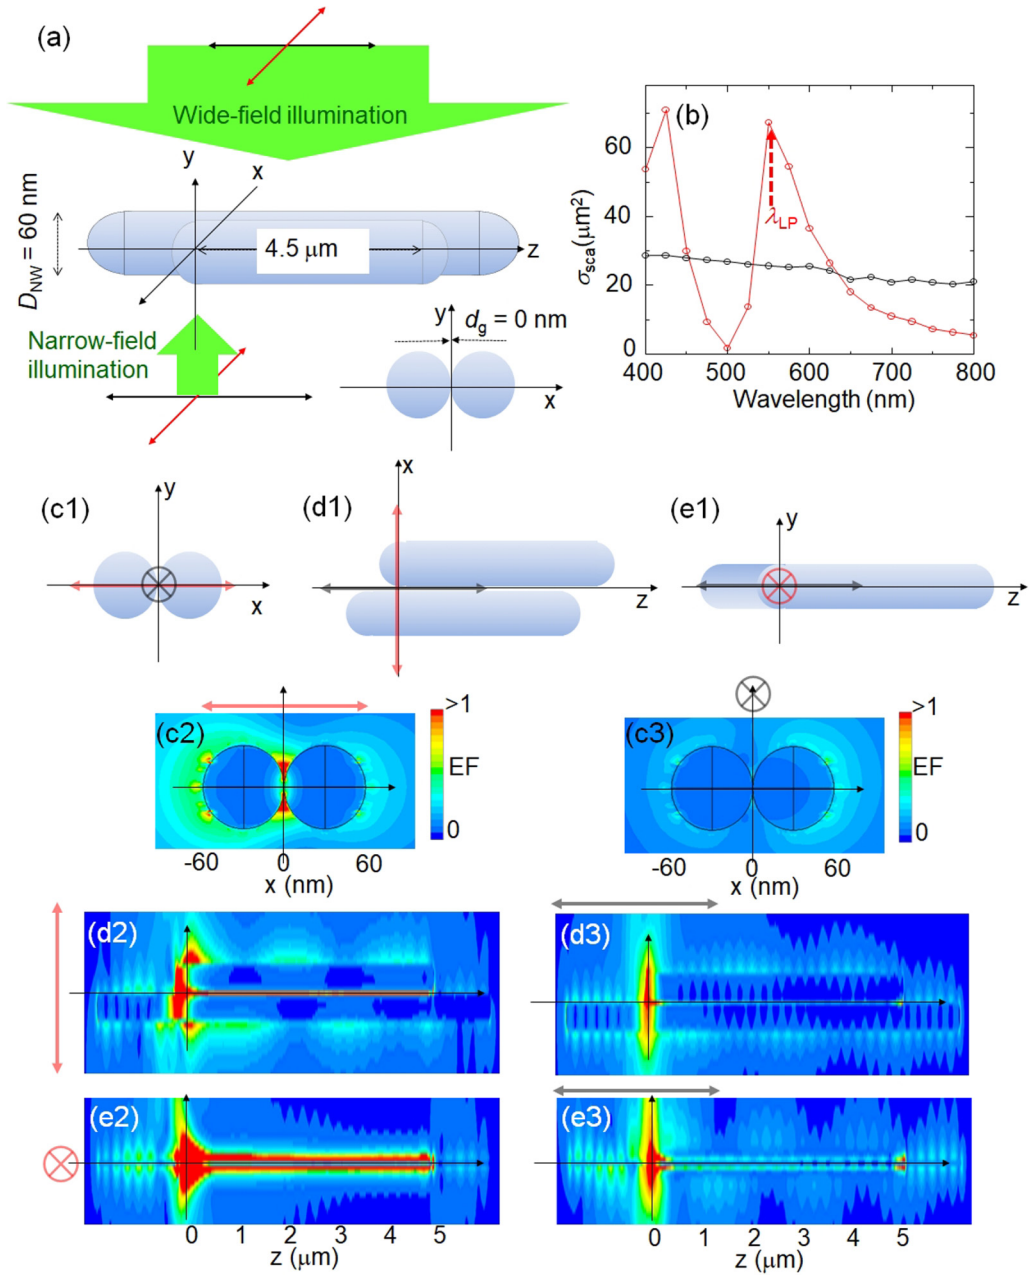 (a)
Wide-field illumination
y
x
z
D_NW = 60 nm
4.5 μm
Narrow-field
illumination
y
d_g = 0 nm
x
(b)
60
40
20
0
σ_sca(μm²)
λ_LP
400 500 600 700 800
Wavelength (nm)
(c1)
y
x
(d1)
x
z
(e1)
y
z
(c2)
>1
EF
0
-60 0 60
x (nm)
(c3)
>1
EF
0
-60 0 60
x (nm)
(d2)
(d3)
(e2)
(e3)
0 1 2 3 4 5
z (μm)
0 1 2 3 4 5
z (μm)